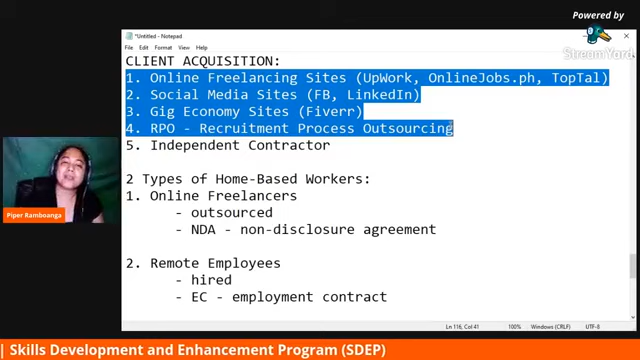 Powered by
StreamYard
*Untitled - Notepad
File Edit Format View Help
CLIENT ACQUISITION:
1. Online Freelancing Sites (UpWork, OnlineJobs.ph, TopTal)
2. Social Media Sites (FB, LinkedIn)
3. Gig Economy Sites (Fiverr)
4. RPO - Recruitment Process Outsourcing
5. Independent Contractor
2 Types of Home-Based Workers:
1. Online Freelancers
- outsourced
- NDA - non-disclosure agreement
2. Remote Employees
- hired
- EC - employment contract
Piper Ramboanga
Ln 116, Col 41 100% Windows (CRLF) UTF-8
| Skills Development and Enhancement Program (SDEP)